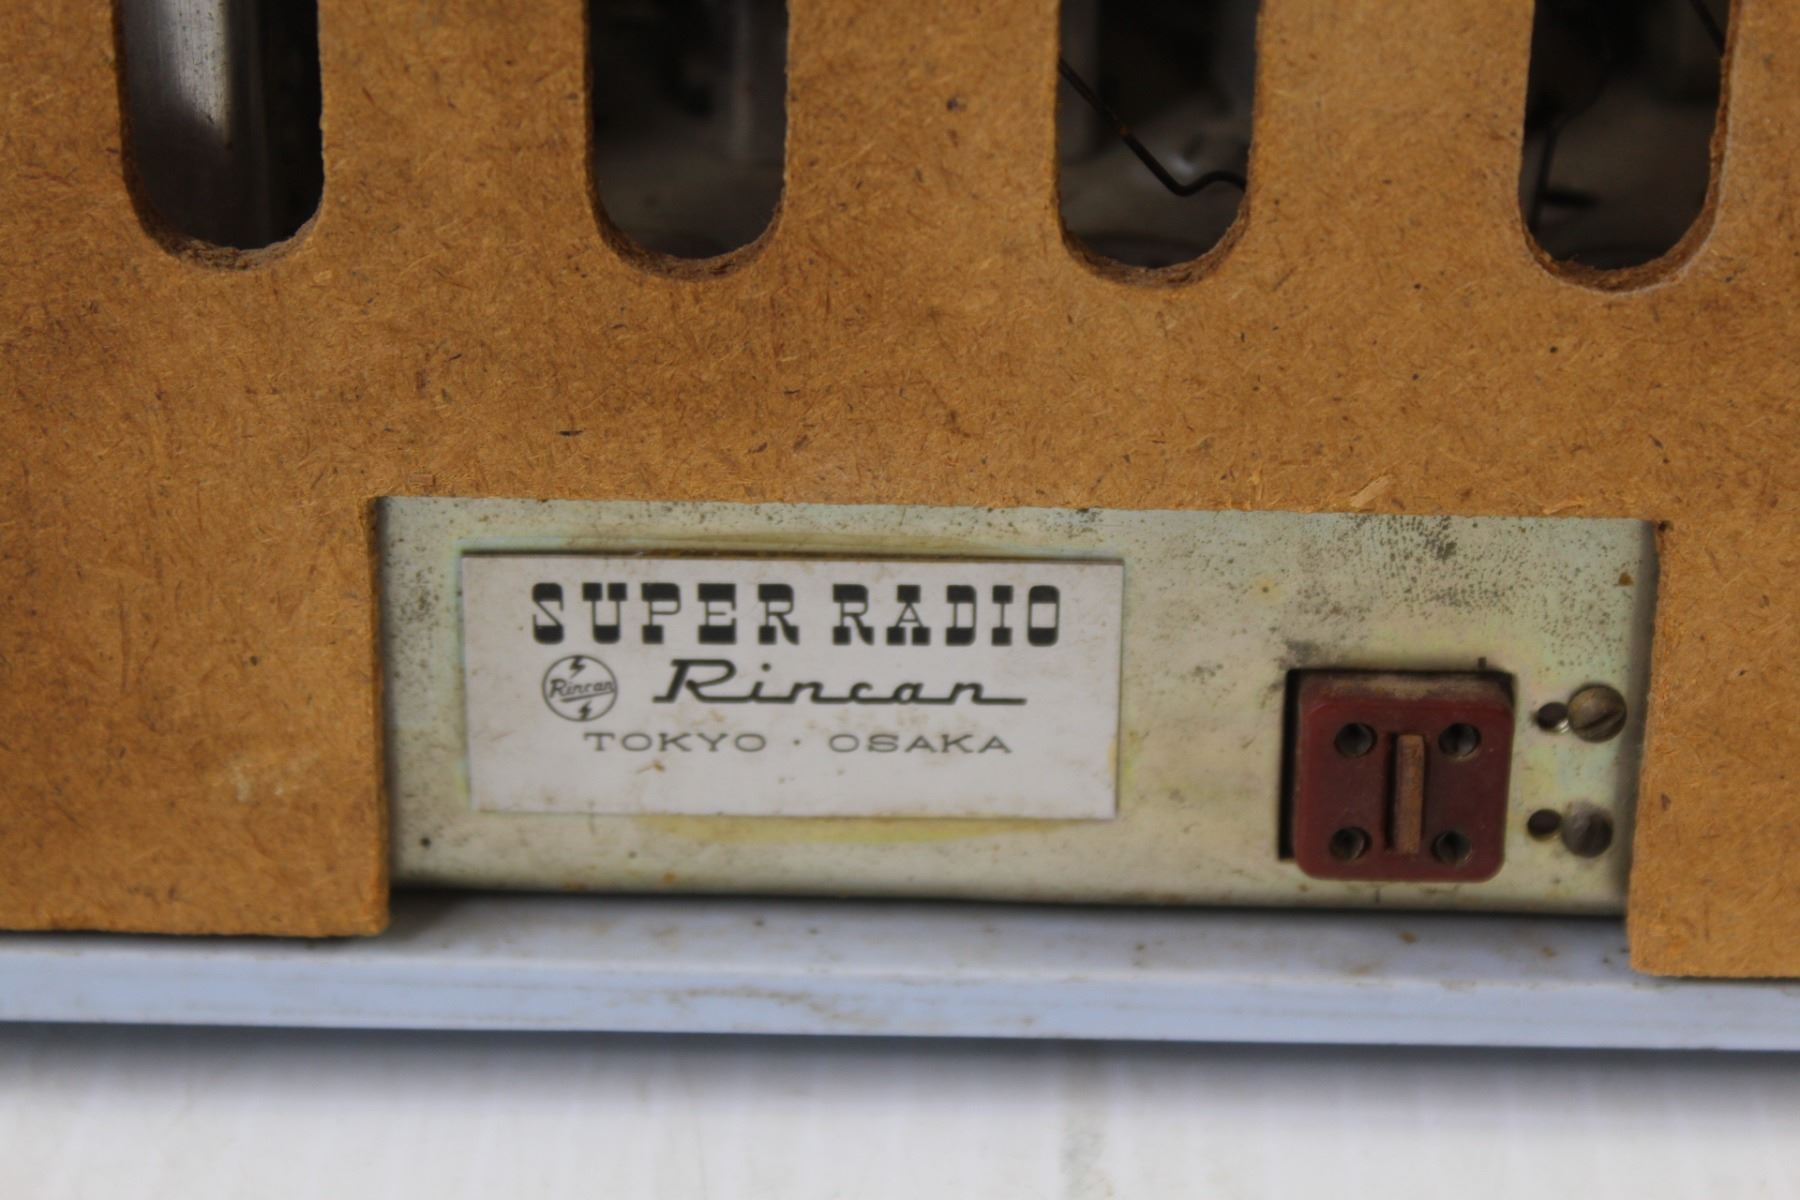 SUPER RADIO
Rincan Rincan
TOKYO · OSAKA